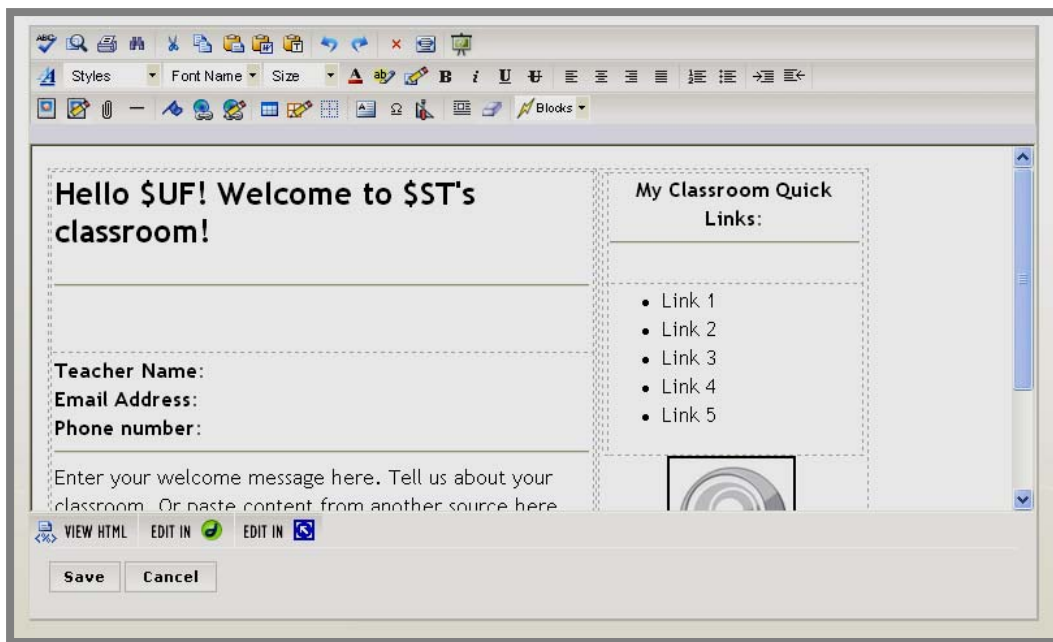 ABC
Styles Font Name Size A ab B i U U
Ω Blocks
Hello $UF! Welcome to $ST's
classroom!
Teacher Name:
Email Address:
Phone number:
Enter your welcome message here. Tell us about your
classroom. Or paste content from another source here
My Classroom Quick
Links:
Link 1
Link 2
Link 3
Link 4
Link 5
VIEW HTML EDIT IN EDIT IN
Save Cancel